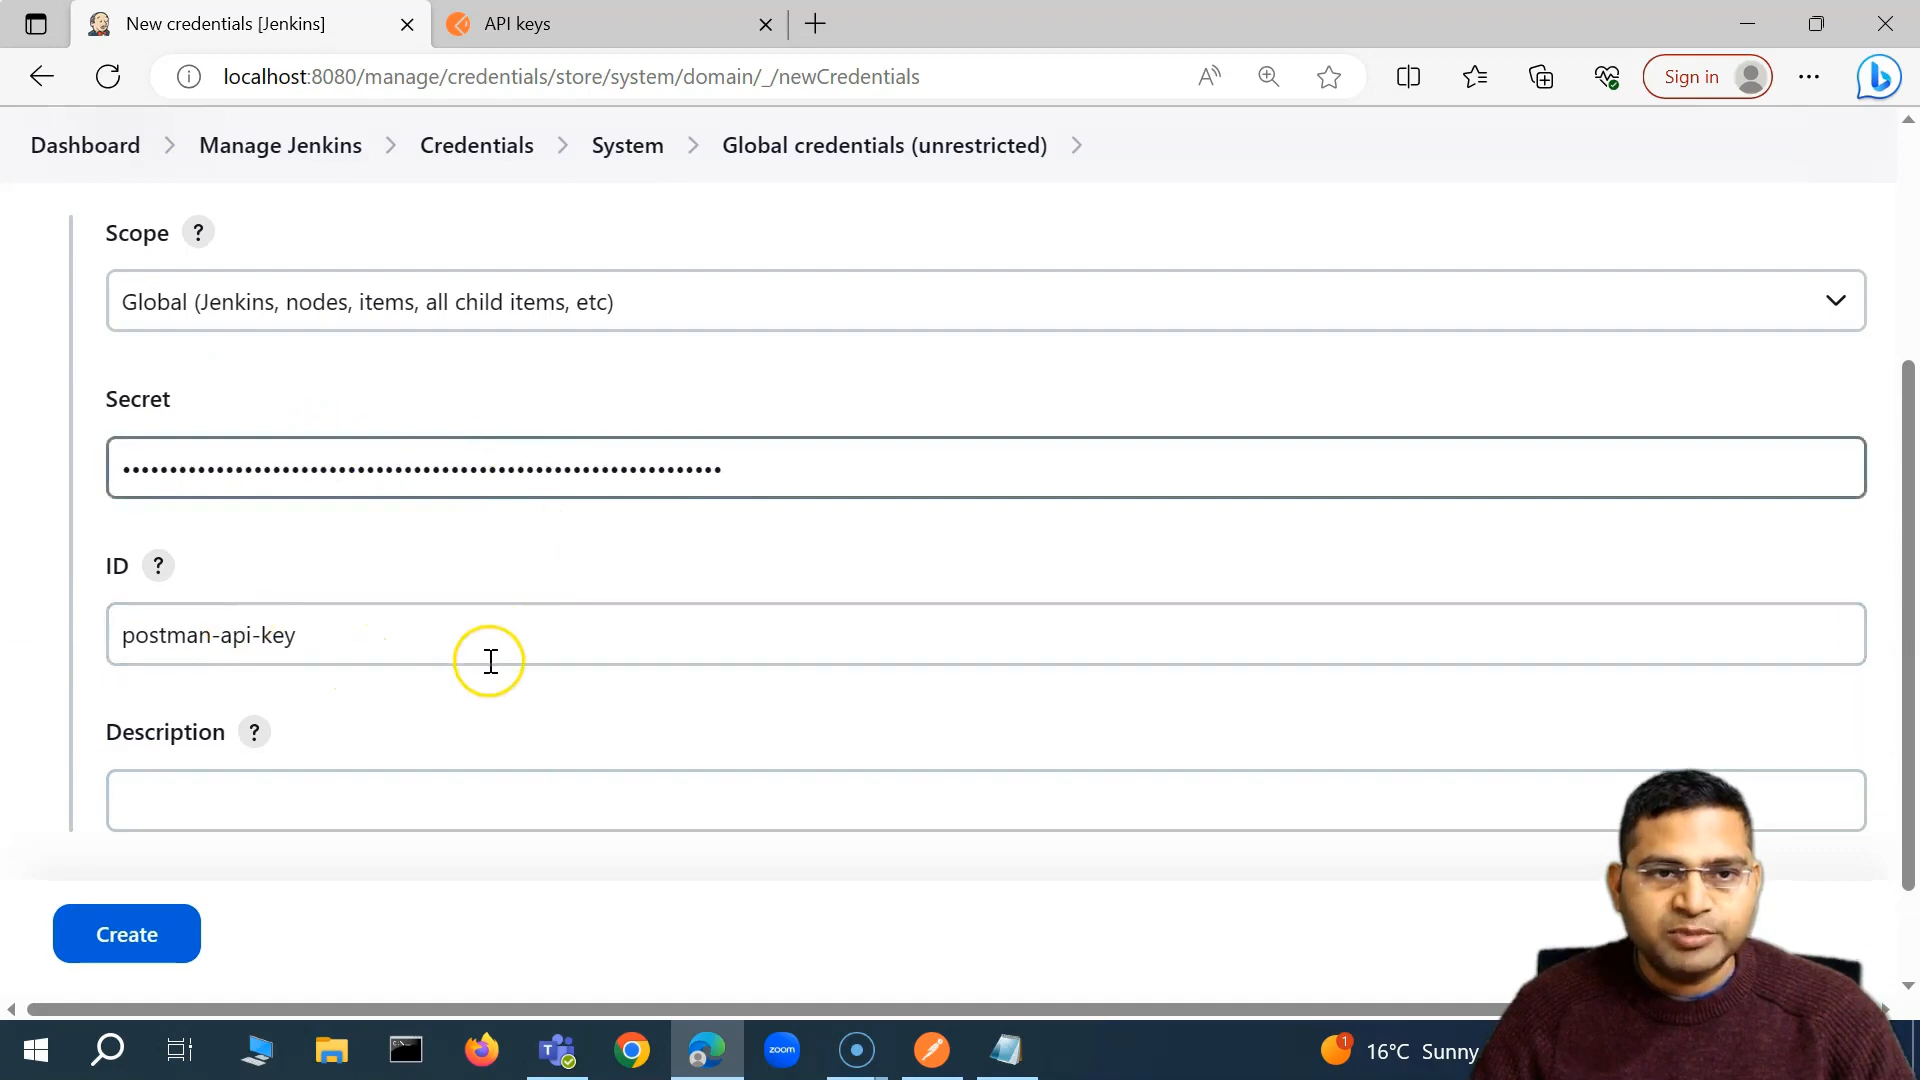 New credentials [Jenkins]
API keys
localhost:8080/manage/credentials/store/system/domain/_/newCredentials
Sign in
Dashboard
Manage Jenkins
Credentials
System
Global credentials (unrestricted)
Scope ?
Global (Jenkins, nodes, items, all child items, etc)
Secret
••••••••••••••••••••••••••••••••••••••••••••••••••••••••••••••••
ID ?
postman-api-key
Description ?
Create
zoom
1
16°C Sunny